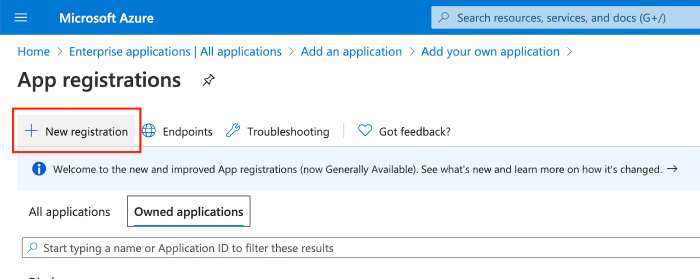 Microsoft Azure
Search resources, services, and docs (G+/)
Home > Enterprise applications | All applications > Add an application > Add your own application >
App registrations
+ New registration Endpoints Troubleshooting Got feedback?
Welcome to the new and improved App registrations (now Generally Available). See what's new and learn more on how it's changed. →
All applications Owned applications
Start typing a name or Application ID to filter these results